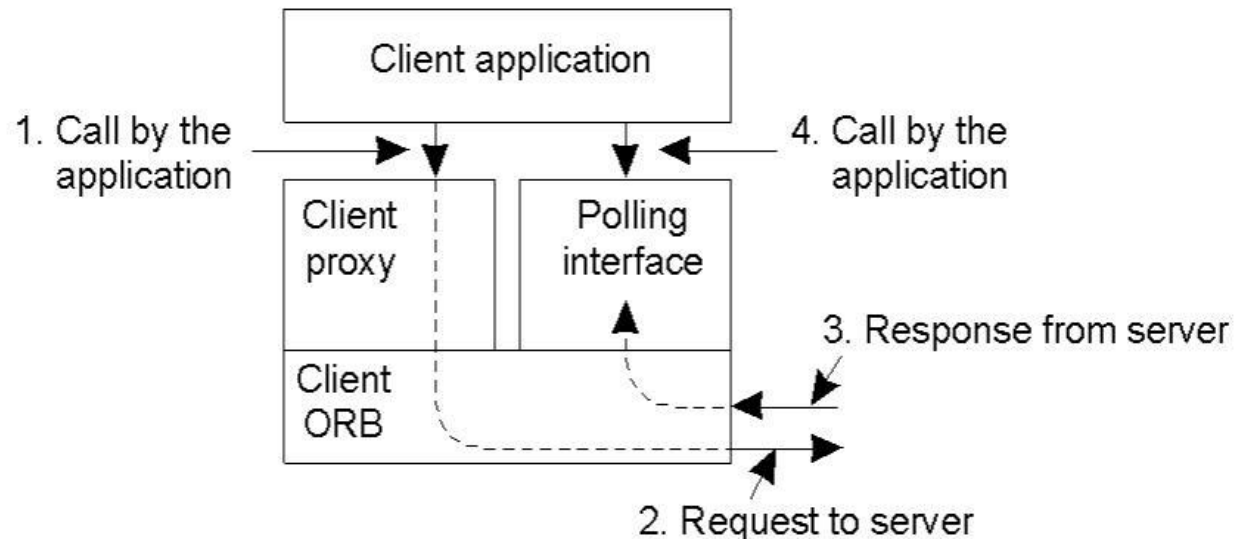 Client application
1. Call by the
application
4. Call by the
application
Client
proxy
Polling
interface
3. Response from server
Client
ORB
2. Request to server